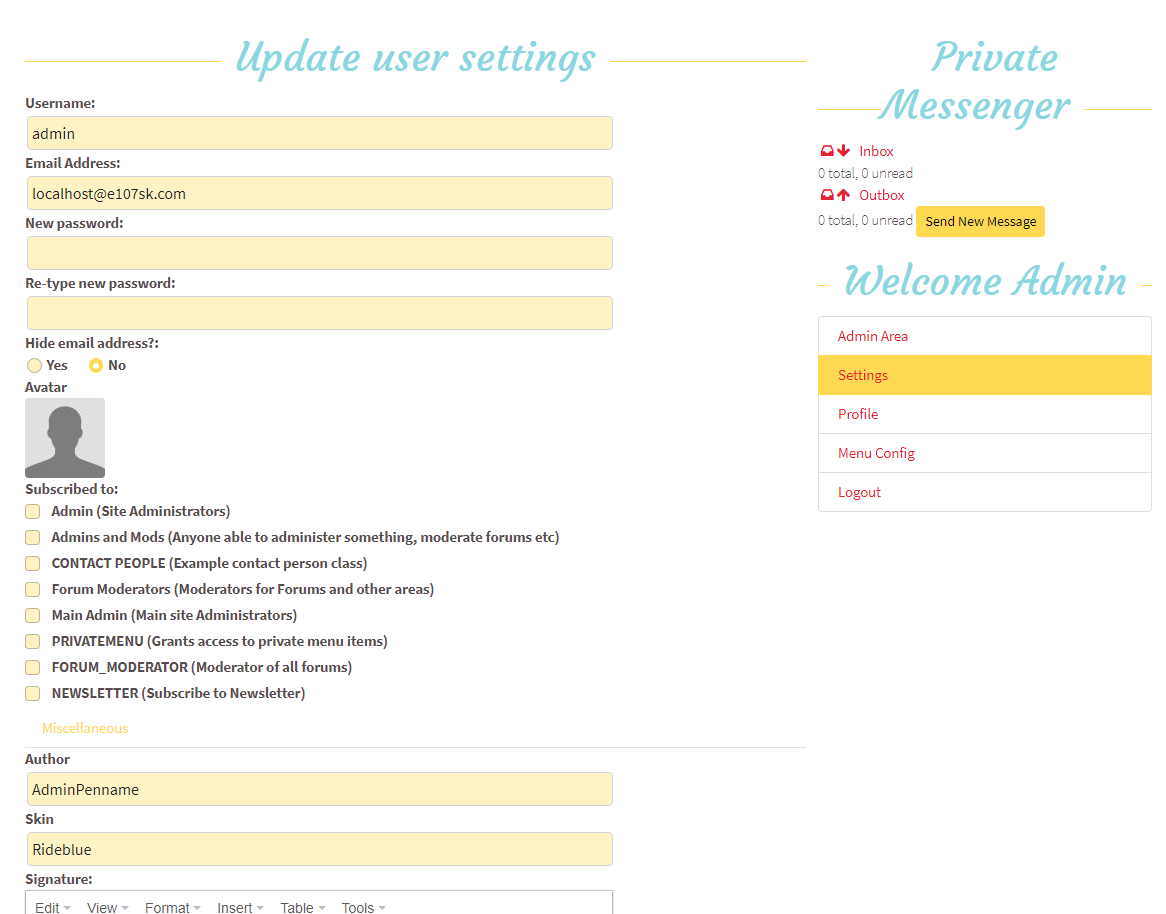 Update user settings
Username:
admin
Email Address:
localhost@e107sk.com
New password:
Re-type new password:
Hide email address?:
Yes No
Avatar
Subscribed to:
Admin (Site Administrators)
Admins and Mods (Anyone able to administer something, moderate forums etc)
CONTACT PEOPLE (Example contact person class)
Forum Moderators (Moderators for Forums and other areas)
Main Admin (Main site Administrators)
PRIVATEMENU (Grants access to private menu items)
FORUM_MODERATOR (Moderator of all forums)
NEWSLETTER (Subscribe to Newsletter)
Miscellaneous
Author
AdminPenname
Skin
Rideblue
Signature:
Edit View Format Insert Table Tools
Private
Messenger
Inbox
0 total, 0 unread
Outbox
0 total, 0 unread Send New Message
Welcome Admin
Admin Area
Settings
Profile
Menu Config
Logout